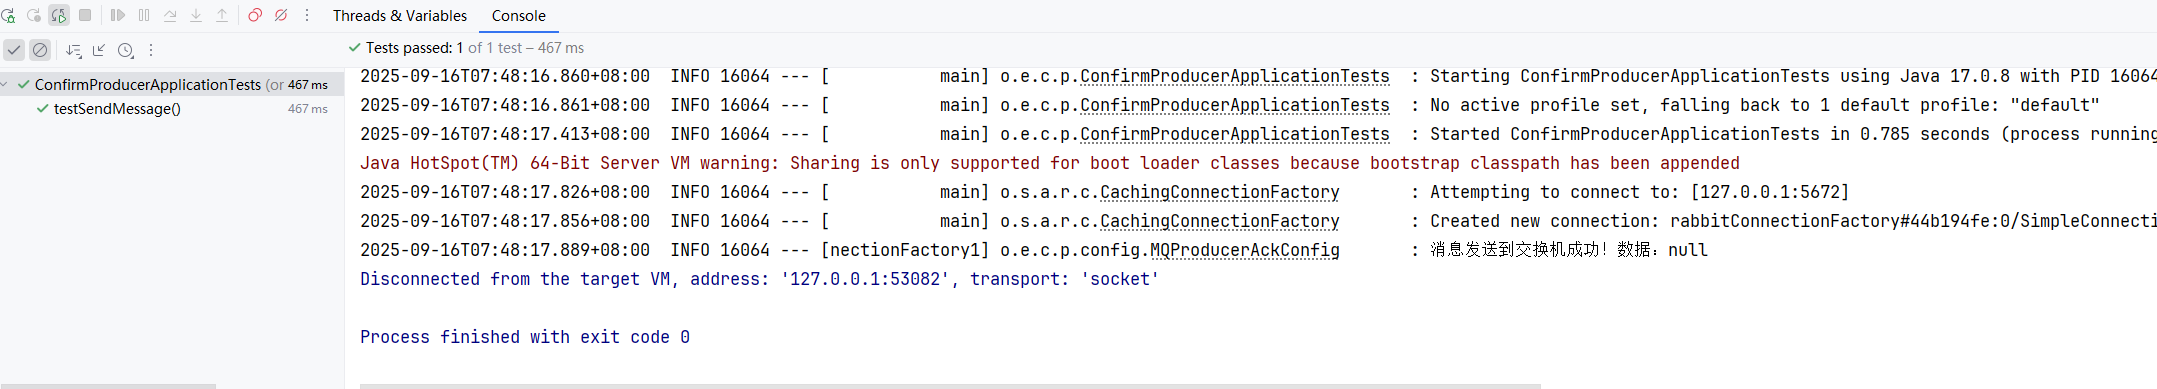 Threads & Variables Console
Tests passed: 1 of 1 test – 467 ms
ConfirmProducerApplicationTests (or 467 ms
testSendMessage() 467 ms
2025-09-16T07:48:16.860+08:00  INFO 16064 --- [           main] o.e.c.p.ConfirmProducerApplicationTests  : Starting ConfirmProducerApplicationTests using Java 17.0.8 with PID 16064
2025-09-16T07:48:16.861+08:00  INFO 16064 --- [           main] o.e.c.p.ConfirmProducerApplicationTests  : No active profile set, falling back to 1 default profile: "default"
2025-09-16T07:48:17.413+08:00  INFO 16064 --- [           main] o.e.c.p.ConfirmProducerApplicationTests  : Started ConfirmProducerApplicationTests in 0.785 seconds (process running
Java HotSpot(TM) 64-Bit Server VM warning: Sharing is only supported for boot loader classes because bootstrap classpath has been appended
2025-09-16T07:48:17.826+08:00  INFO 16064 --- [           main] o.s.a.r.c.CachingConnectionFactory       : Attempting to connect to: [127.0.0.1:5672]
2025-09-16T07:48:17.856+08:00  INFO 16064 --- [           main] o.s.a.r.c.CachingConnectionFactory       : Created new connection: rabbitConnectionFactory#44b194fe:0/SimpleConnecti
2025-09-16T07:48:17.889+08:00  INFO 16064 --- [nectionFactory1] o.e.c.p.config.MQProducerAckConfig       : 消息发送到交换机成功！数据：null
Disconnected from the target VM, address: '127.0.0.1:53082', transport: 'socket'
Process finished with exit code 0